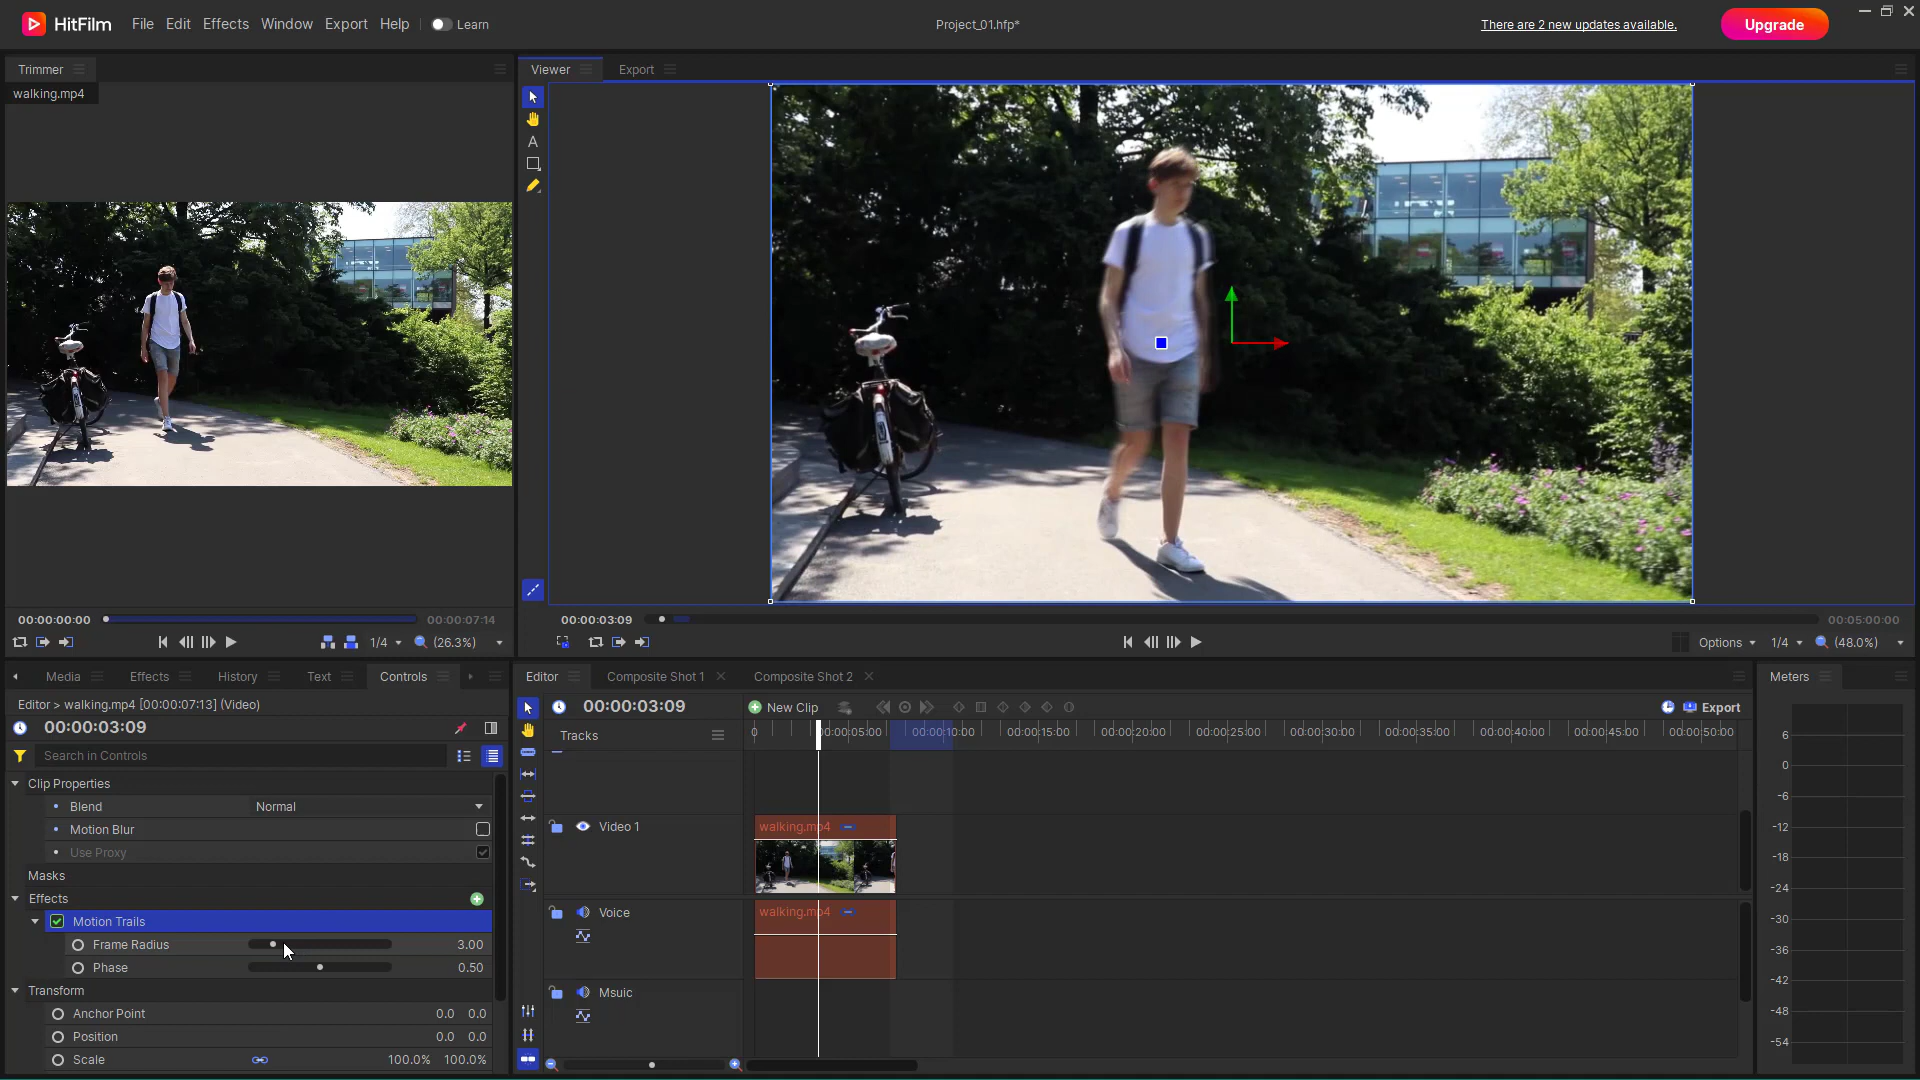 HitFilm File Edit Effects Window Export Help Learn Project_01.hfp* There are 2 new updates available. Upgrade
Trimmer
walking.mp4
Viewer Export
A
00:00:00:00 00:00:07:14
1/4 (26.3%)
00:00:03:09 00:05:00:00
Options 1/4 (48.0%)
Media Effects History Text Controls
Editor > walking.mp4 [00:00:07:13] (Video)
00:00:03:09
Search in Controls
Clip Properties
Blend Normal
Motion Blur
Use Proxy
Masks
Effects
Motion Trails
Frame Radius 3.00
Phase 0.50
Transform
Anchor Point 0.0 0.0
Position 0.0 0.0
Scale 100.0% 100.0%
Editor Composite Shot 1 Composite Shot 2
00:00:03:09 New Clip Export
Tracks 0 00:00:05:00 00:00:10:00 00:00:15:00 00:00:20:00 00:00:25:00 00:00:30:00 00:00:35:00 00:00:40:00 00:00:45:00 00:00:50:00
Video 1 walking.mp4
Voice walking.mp4
Msuic
Meters
6
0
-6
-12
-18
-24
-30
-36
-42
-48
-54